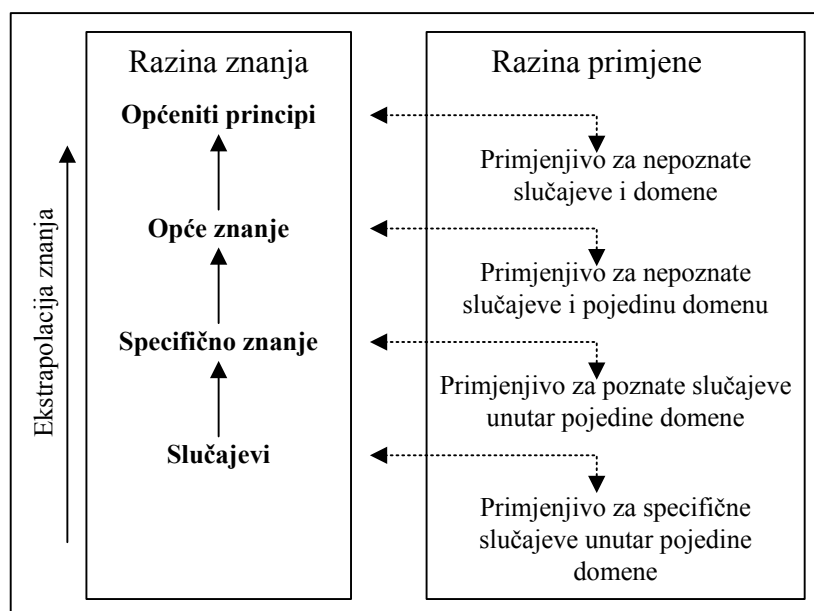 Ekstrapolacija znanja
Razina znanja
Općeniti principi
Opće znanje
Specifično znanje
Slučajevi
Razina primjene
Primjenjivo za nepoznate
slučajeve i domene
Primjenjivo za nepoznate
slučajeve i pojedinu domenu
Primjenjivo za poznate slučajeve
unutar pojedine domene
Primjenjivo za specifične
slučajeve unutar pojedine
domene